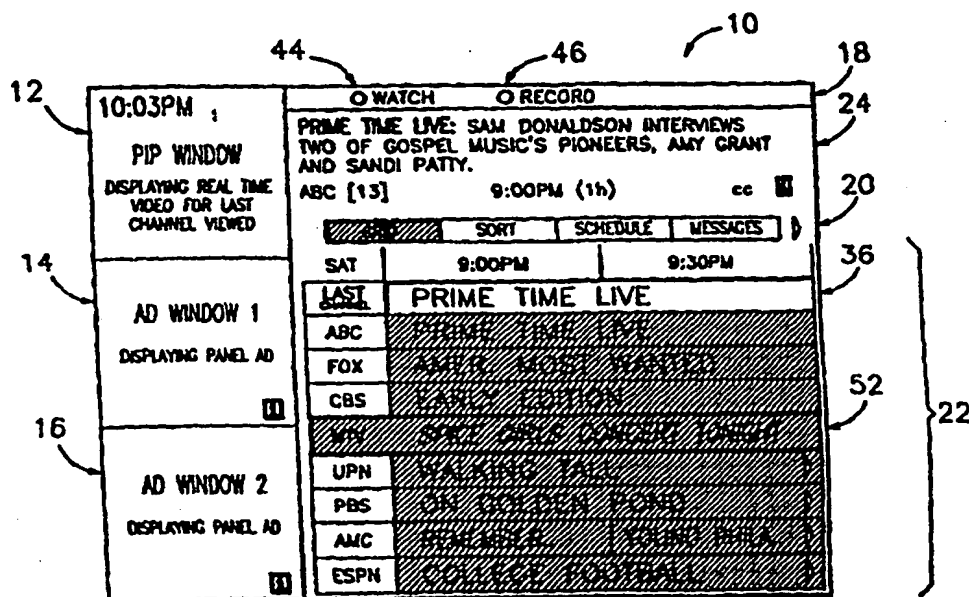 10
44
46
18
12
10:03PM
WATCH
RECORD
24
PIP WINDOW
DISPLAYING REAL TIME
VIDEO FOR LAST
CHANNEL VIEWED
PRIME TIME LIVE: SAM DONALDSON INTERVIEWS
TWO OF GOSPEL MUSIC'S PIONEERS, AMY GRANT
AND SANDI PATTY.
ABC [13] 9:00PM (1h) cc
20
SORT SCHEDULE MESSAGES
SAT 9:00PM 9:30PM
36
14
AD WINDOW 1
DISPLAYING PANEL AD
LAST PRIME TIME LIVE
ABC PRIME TIME LIVE
FOX AMER. MOST WANTED
CBS EARLY EDITION
52
22
MTV SPICE GIRLS CONCERT TONIGHT
16
AD WINDOW 2
DISPLAYING PANEL AD
UPN WALKING TALL
PBS ON GOLDEN POND
AMC REMEMBER... YOUNG PHILA.
ESPN COLLEGE FOOTBALL